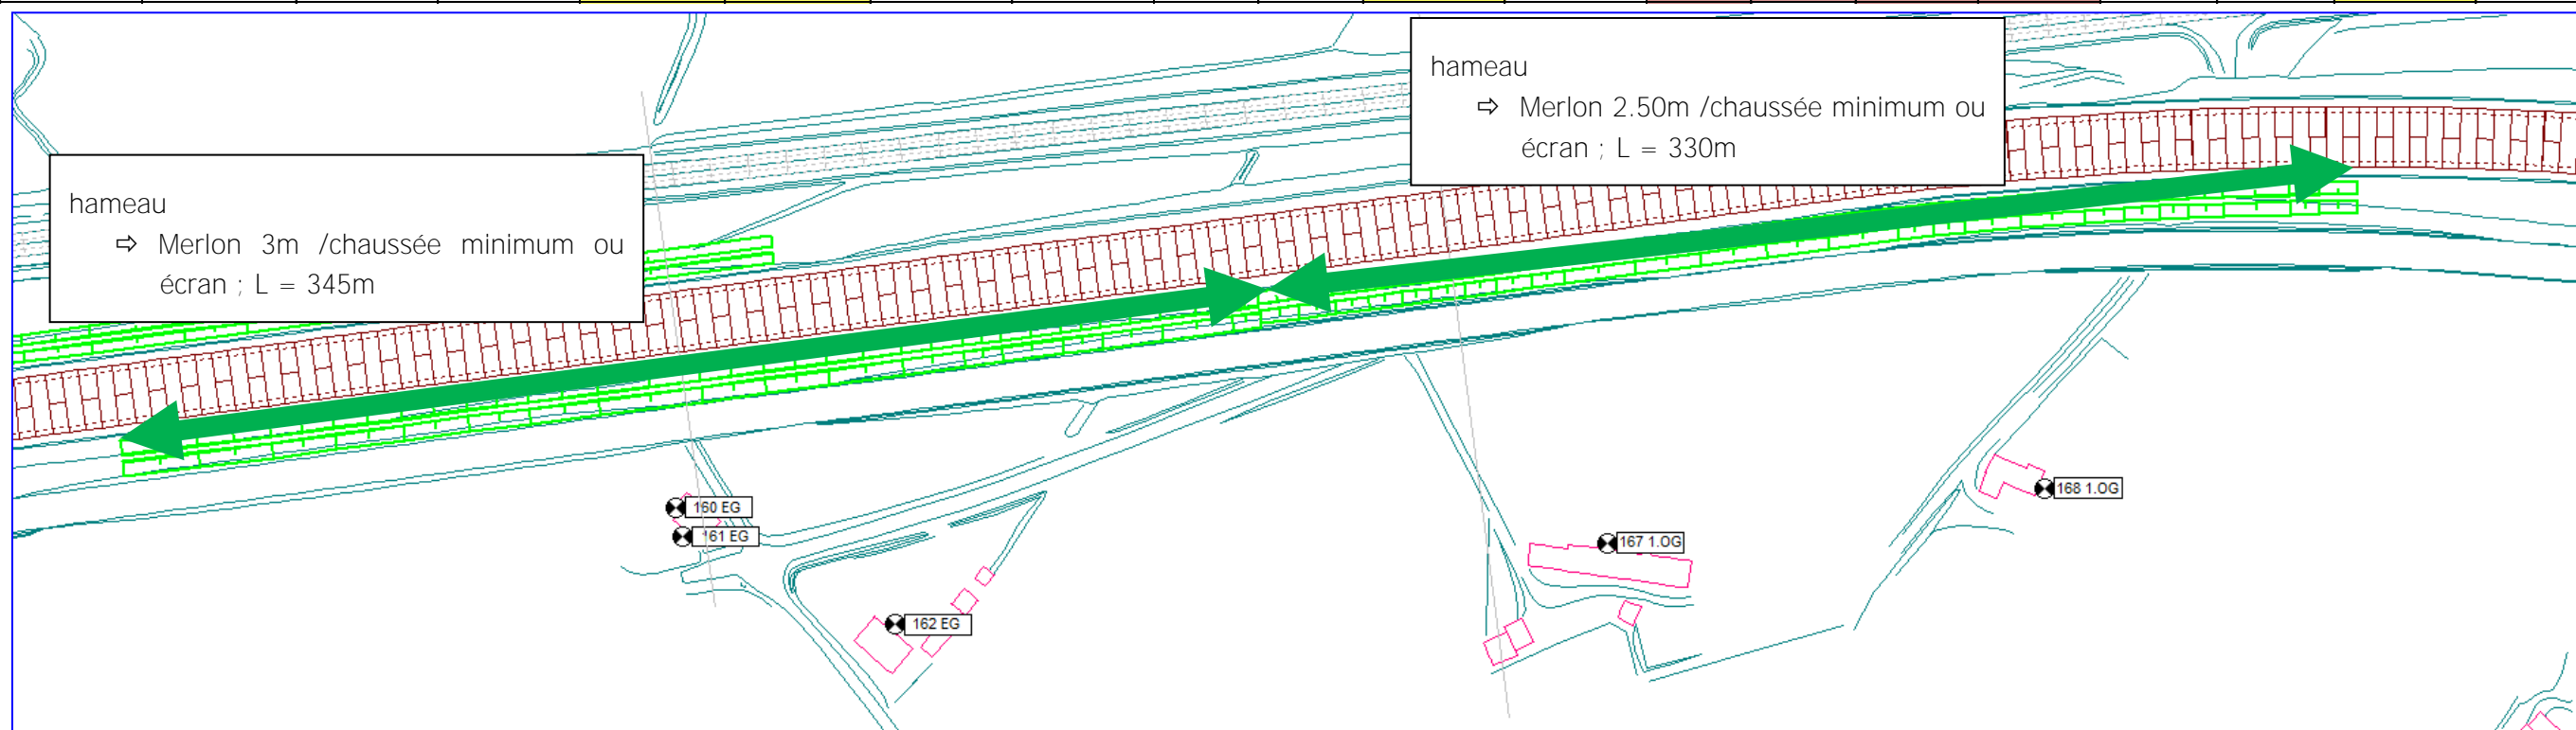 hameau
⇨ Merlon 3m /chaussée minimum ou
écran ; L = 345m
hameau
⇨ Merlon 2.50m /chaussée minimum ou
écran ; L = 330m
160 EG
161 EG
162 EG
167 1.OG
168 1.OG